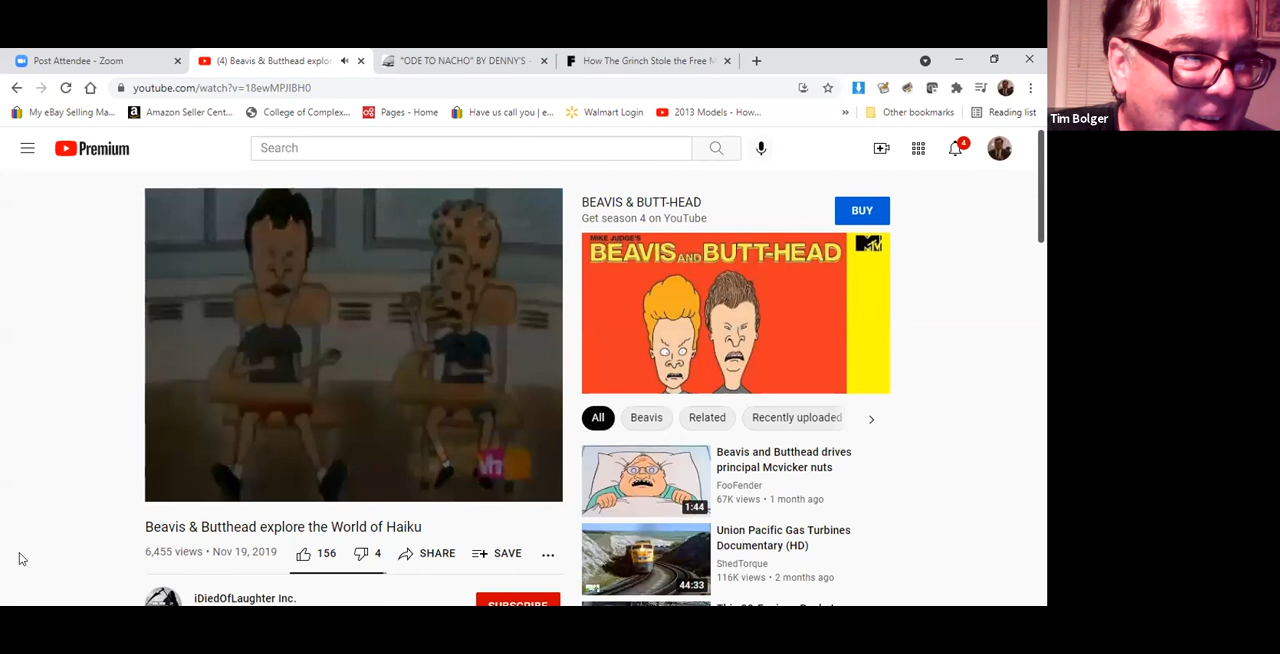 Post Attendee - Zoom
(4) Beavis & Butthead explor
"ODE TO NACHO" BY DENNY'S -
How The Grinch Stole the Free M
youtube.com/watch?v=18ewMPJIBH0
My eBay Selling Ma...
Amazon Seller Cent...
College of Complex...
Pages - Home
Have us call you | e...
Walmart Login
2013 Models - How...
»
Other bookmarks
Reading list
Tim Bolger
Premium
Search
4
BEAVIS & BUTT-HEAD
Get season 4 on YouTube
BUY
MIKE JUDGE'S
BEAVIS AND BUTT-HEAD
MTV
vh
All
Beavis
Related
Recently uploaded
Beavis and Butthead drives
principal Mcvicker nuts
FooFender
67K views • 1 month ago
1:44
Union Pacific Gas Turbines
Documentary (HD)
ShedTorque
116K views • 2 months ago
44:33
Beavis & Butthead explore the World of Haiku
6,455 views • Nov 19, 2019
156
4
SHARE
SAVE
iDiedOfLaughter Inc.
SUBSCRIBE